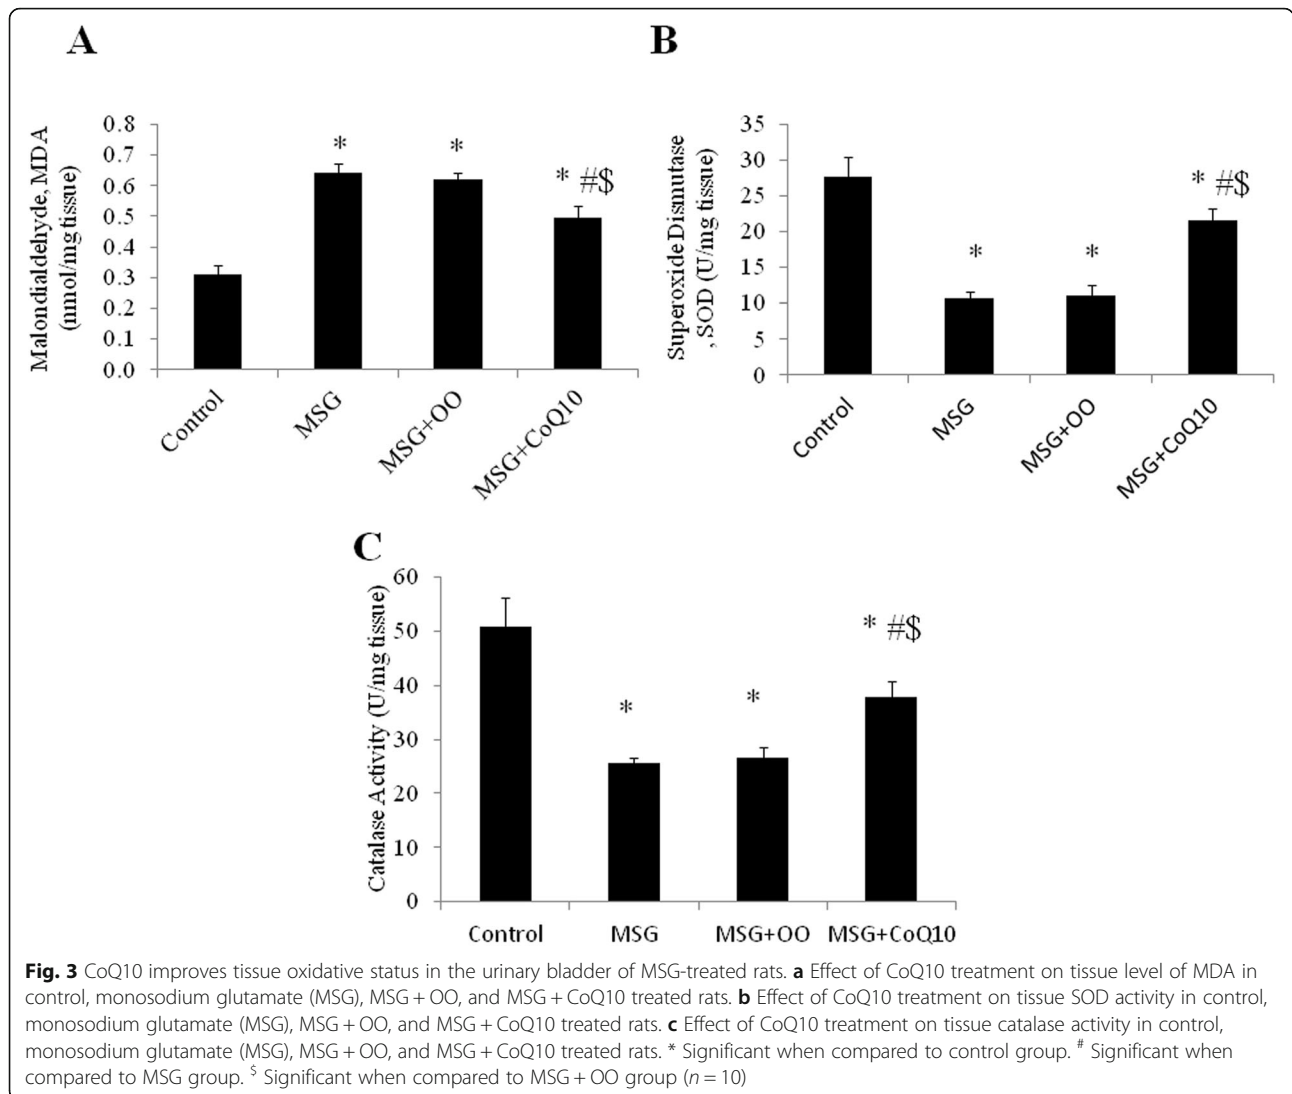 A
Malondialdehyde, MDA
(nmol/mg tissue)
0.8
0.7
0.6
0.5
0.4
0.3
0.2
0.1
0.0
*
*
* #$
Control
MSG
MSG+OO
MSG+CoQ10
B
Superoxide Dismutase
, SOD (U/mg tissue)
35
30
25
20
15
10
5
0
*
*
* #$
Control
MSG
MSG+OO
MSG+CoQ10
C
Catalase Activity (U/mg tissue)
60
50
40
30
20
10
0
*
*
* #$
Control
MSG
MSG+OO
MSG+CoQ10
Fig. 3 CoQ10 improves tissue oxidative status in the urinary bladder of MSG-treated rats. a Effect of CoQ10 treatment on tissue level of MDA in
control, monosodium glutamate (MSG), MSG + OO, and MSG + CoQ10 treated rats. b Effect of CoQ10 treatment on tissue SOD activity in control,
monosodium glutamate (MSG), MSG + OO, and MSG + CoQ10 treated rats. c Effect of CoQ10 treatment on tissue catalase activity in control,
monosodium glutamate (MSG), MSG + OO, and MSG + CoQ10 treated rats. * Significant when compared to control group. # Significant when
compared to MSG group. $ Significant when compared to MSG + OO group (n = 10)